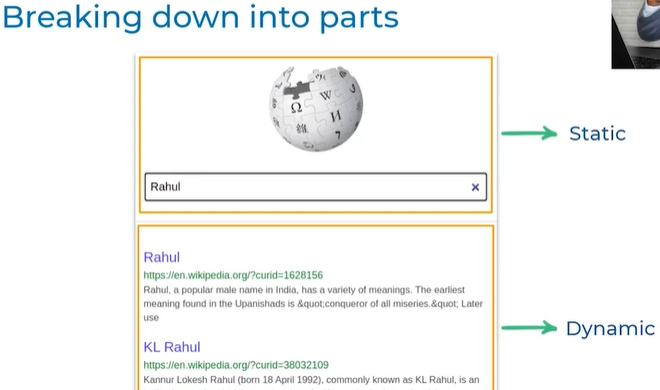 Breaking down into parts
Ω W И 維 7
Rahul ×
Static
Rahul
https://en.wikipedia.org/?curid=1628156
Rahul, a popular male name in India, has a variety of meanings. The earliest
meaning found in the Upanishads is &quot;conqueror of all miseries.&quot; Later
use
Dynamic
KL Rahul
https://en.wikipedia.org/?curid=38032109
Kannur Lokesh Rahul (born 18 April 1992), commonly known as KL Rahul, is an